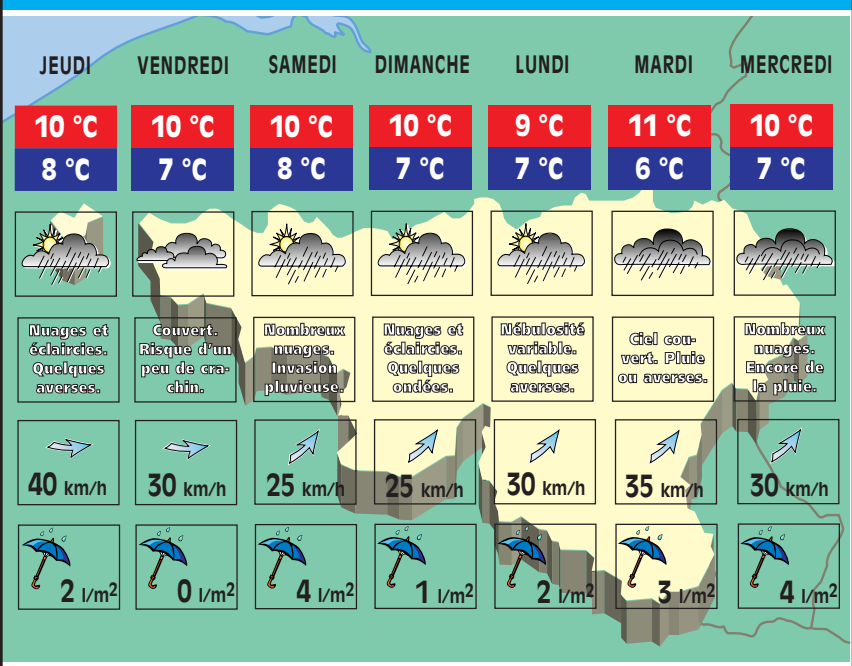 JEUDI VENDREDI SAMEDI DIMANCHE LUNDI MARDI MERCREDI
10 °C 10 °C 10 °C 10 °C 9 °C 11 °C 10 °C
8 °C 7 °C 8 °C 7 °C 7 °C 6 °C 7 °C
Nuages et
éclaircies.
Quelques
averses.
Couvert.
Risque d'un
peu de cra-
chin.
Nombreux
nuages.
Invasion
pluvieuse.
Nuages et
éclaircies.
Quelques
ondées.
Nébulosité
variable.
Quelques
averses.
Ciel cou-
vert. Pluie
ou averses.
Nombreux
nuages.
Encore de
la pluie.
40 km/h 30 km/h 25 km/h 25 km/h 30 km/h 35 km/h 30 km/h
2 l/m² 0 l/m² 4 l/m² 1 l/m² 2 l/m² 3 l/m² 4 l/m²